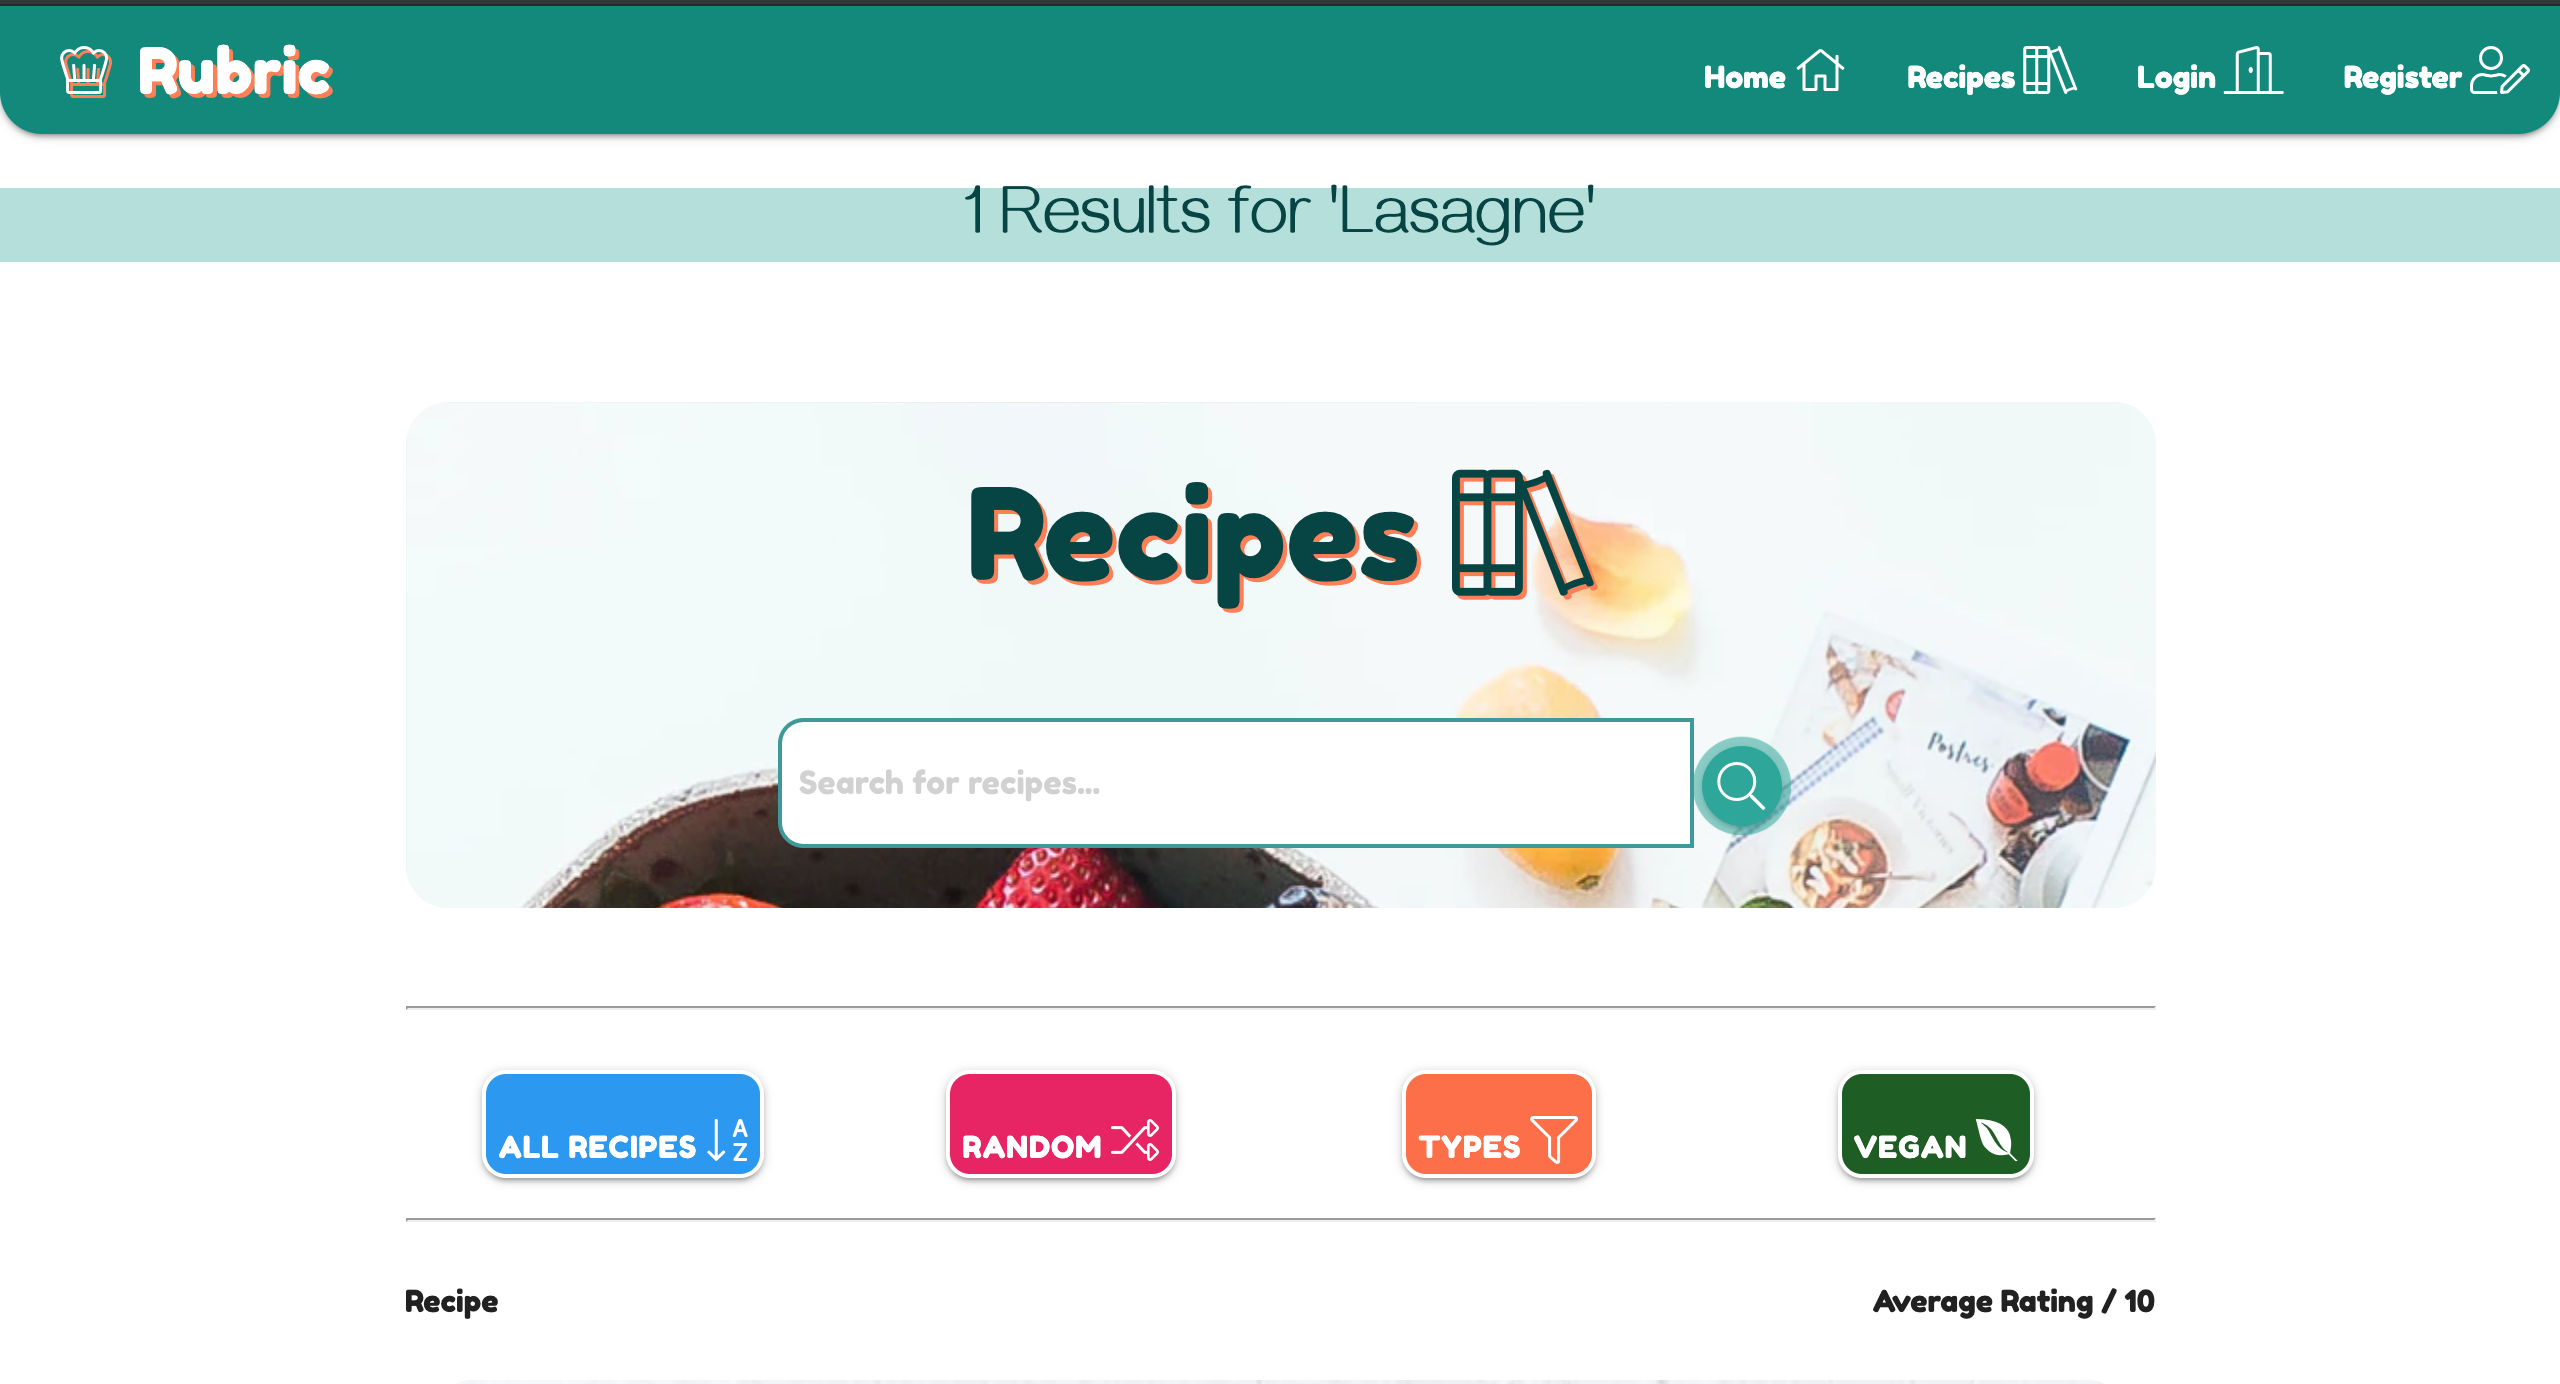 Rubric
Home
Recipes
Login
Register
1 Results for 'Lasagne'
Recipes
Postres
Search for recipes...
ALL RECIPES
RANDOM
TYPES
VEGAN
Recipe
Average Rating / 10